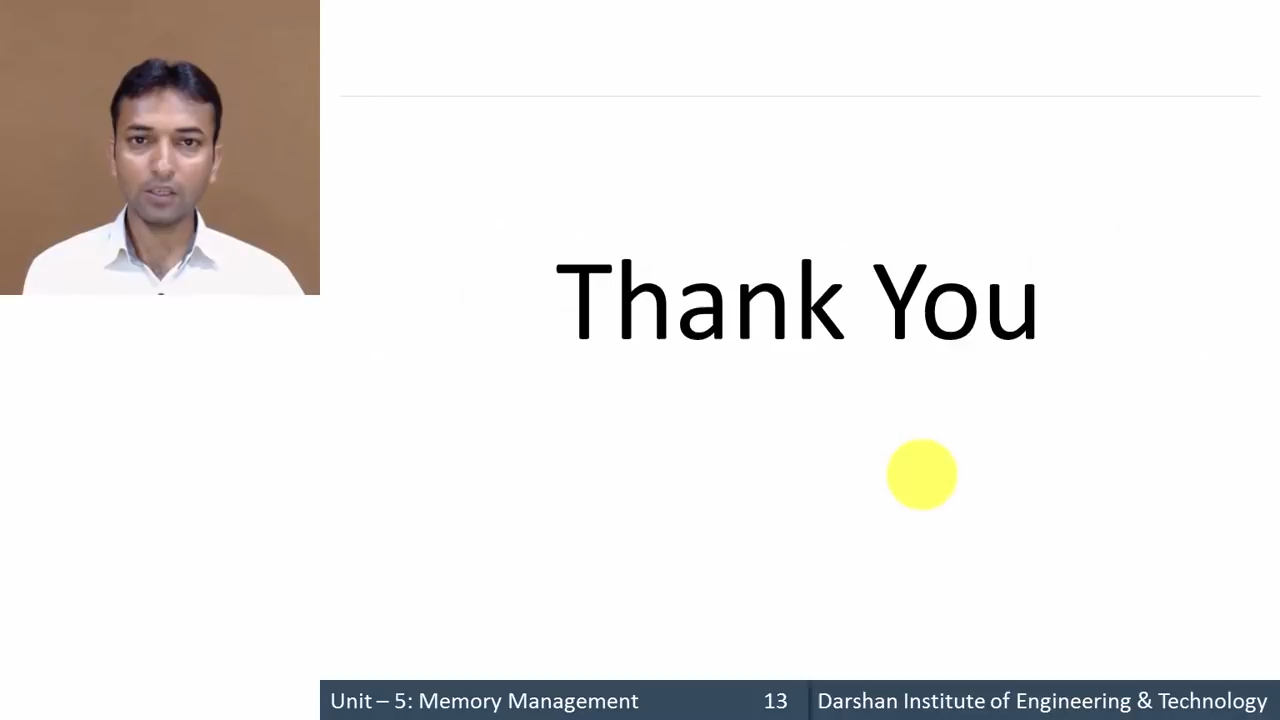 Thank You
Unit – 5: Memory Management 13 Darshan Institute of Engineering & Technology